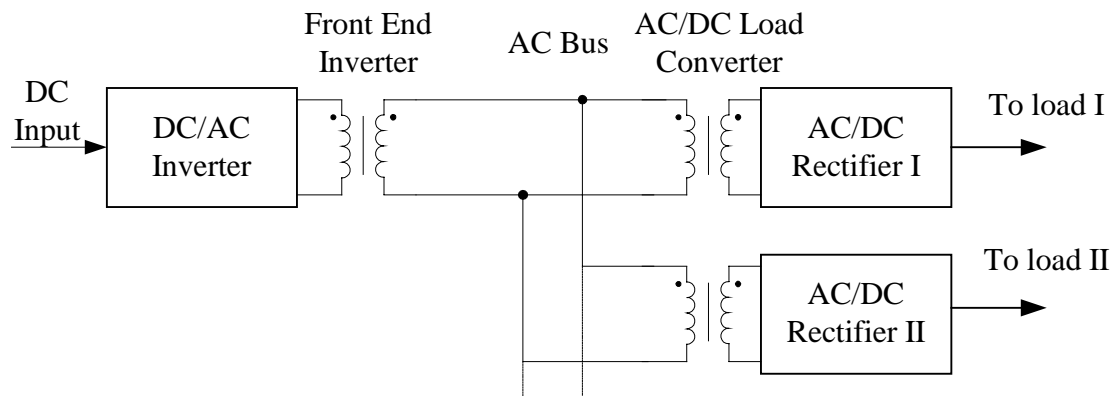 Front End
Inverter
AC Bus
AC/DC Load
Converter
DC
Input
DC/AC
Inverter
AC/DC
Rectifier I
To load I
AC/DC
Rectifier II
To load II